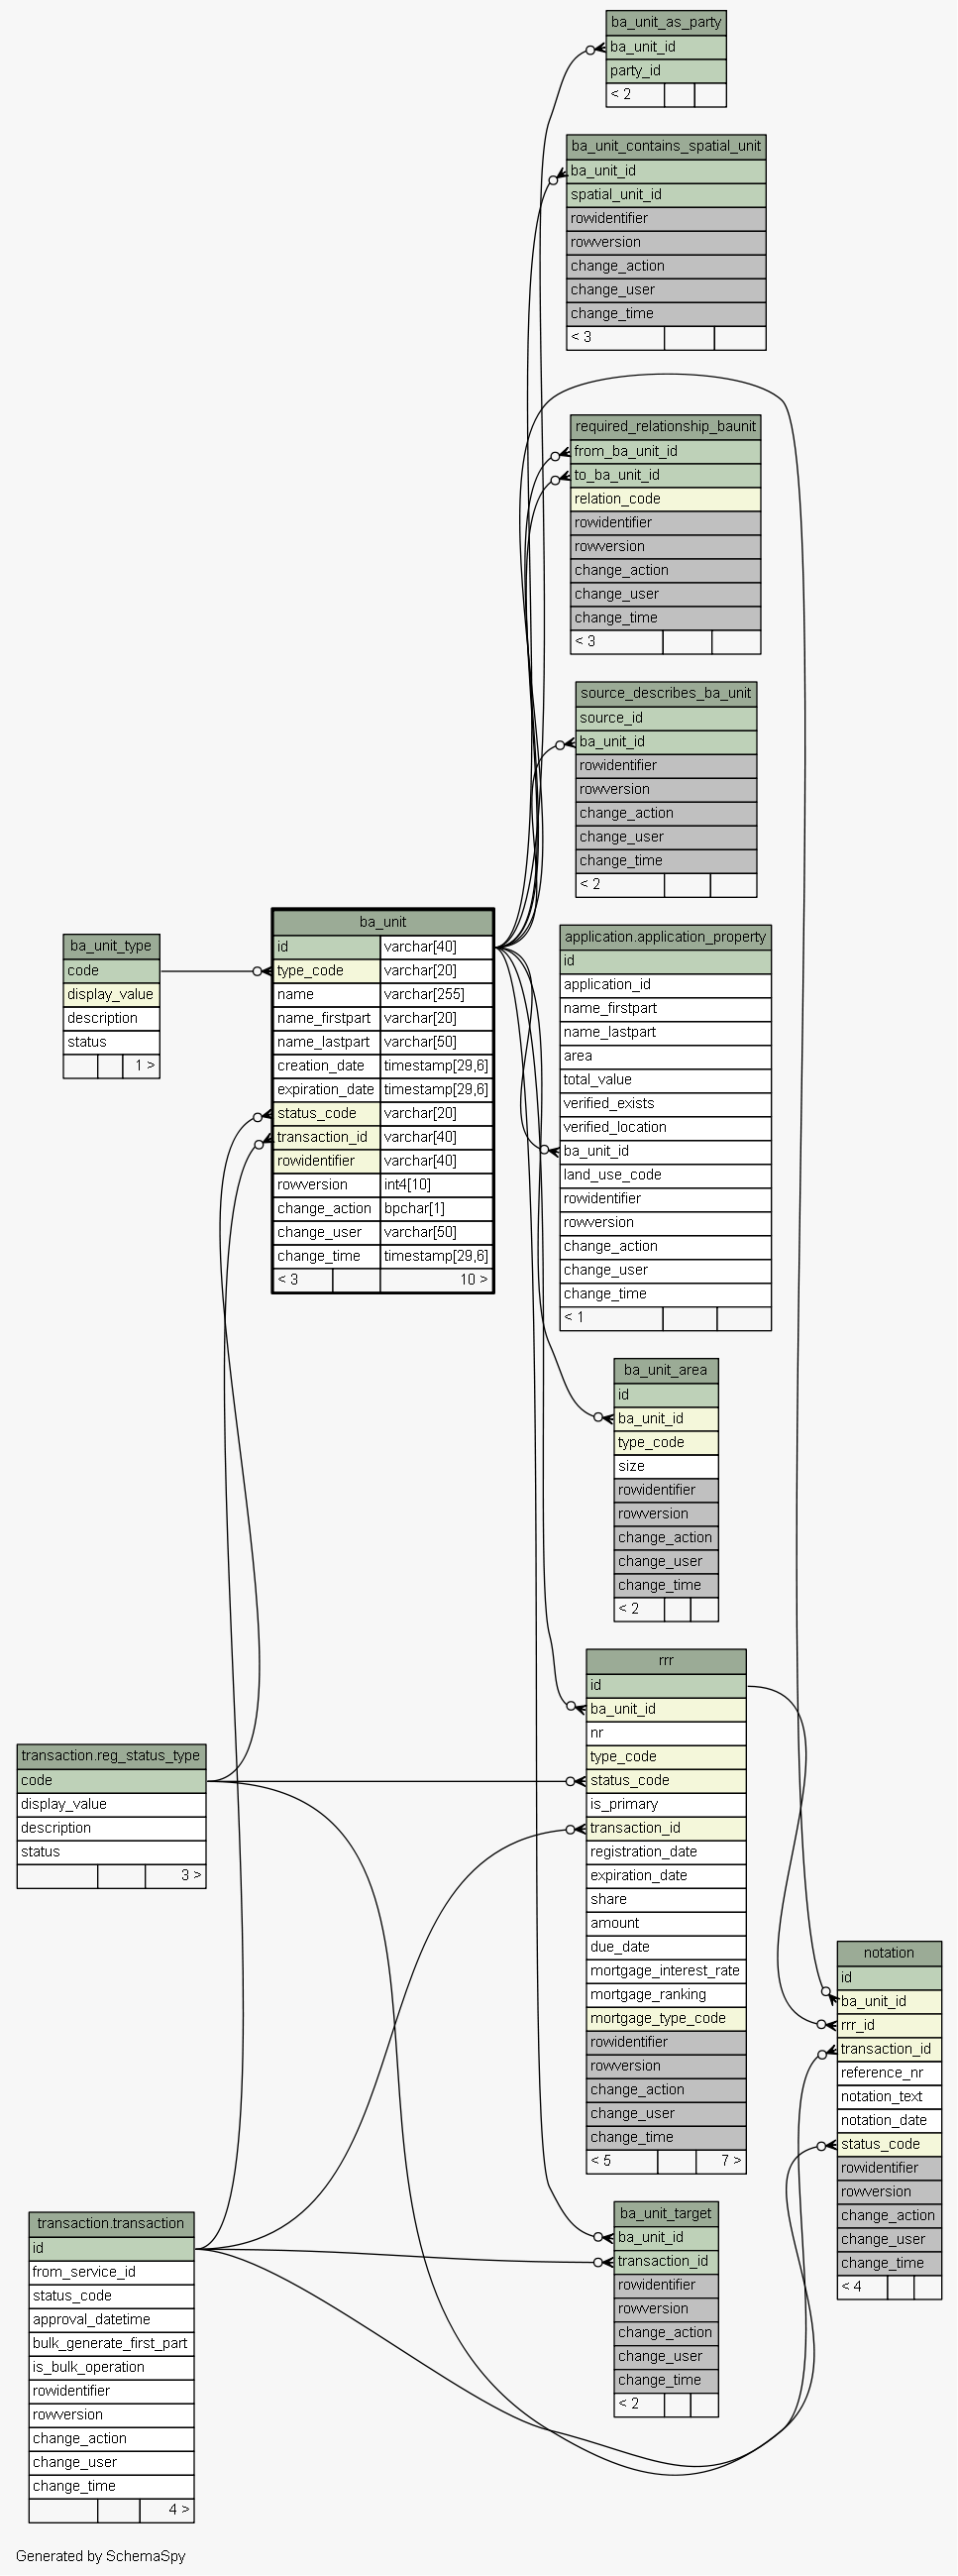 ba_unit_as_party
ba_unit_id
party_id
< 2
ba_unit_contains_spatial_unit
ba_unit_id
spatial_unit_id
rowidentifier
rowversion
change_action
change_user
change_time
< 3
required_relationship_baunit
from_ba_unit_id
to_ba_unit_id
relation_code
rowidentifier
rowversion
change_action
change_user
change_time
< 3
source_describes_ba_unit
source_id
ba_unit_id
rowidentifier
rowversion
change_action
change_user
change_time
< 2
ba_unit_type
code
display_value
description
status
1 >
ba_unit
id varchar[40]
type_code varchar[20]
name varchar[255]
name_firstpart varchar[20]
name_lastpart varchar[50]
creation_date timestamp[29,6]
expiration_date timestamp[29,6]
status_code varchar[20]
transaction_id varchar[40]
rowidentifier varchar[40]
rowversion int4[10]
change_action bpchar[1]
change_user varchar[50]
change_time timestamp[29,6]
< 3 10 >
application.application_property
id
application_id
name_firstpart
name_lastpart
area
total_value
verified_exists
verified_location
ba_unit_id
land_use_code
rowidentifier
rowversion
change_action
change_user
change_time
< 1
ba_unit_area
id
ba_unit_id
type_code
size
rowidentifier
rowversion
change_action
change_user
change_time
< 2
rrr
id
ba_unit_id
nr
type_code
status_code
is_primary
transaction_id
registration_date
expiration_date
share
amount
due_date
mortgage_interest_rate
mortgage_ranking
mortgage_type_code
rowidentifier
rowversion
change_action
change_user
change_time
< 5 7 >
transaction.reg_status_type
code
display_value
description
status
3 >
notation
id
ba_unit_id
rrr_id
transaction_id
reference_nr
notation_text
notation_date
status_code
rowidentifier
rowversion
change_action
change_user
change_time
< 4
ba_unit_target
ba_unit_id
transaction_id
rowidentifier
rowversion
change_action
change_user
change_time
< 2
transaction.transaction
id
from_service_id
status_code
approval_datetime
bulk_generate_first_part
is_bulk_operation
rowidentifier
rowversion
change_action
change_user
change_time
4 >
Generated by SchemaSpy